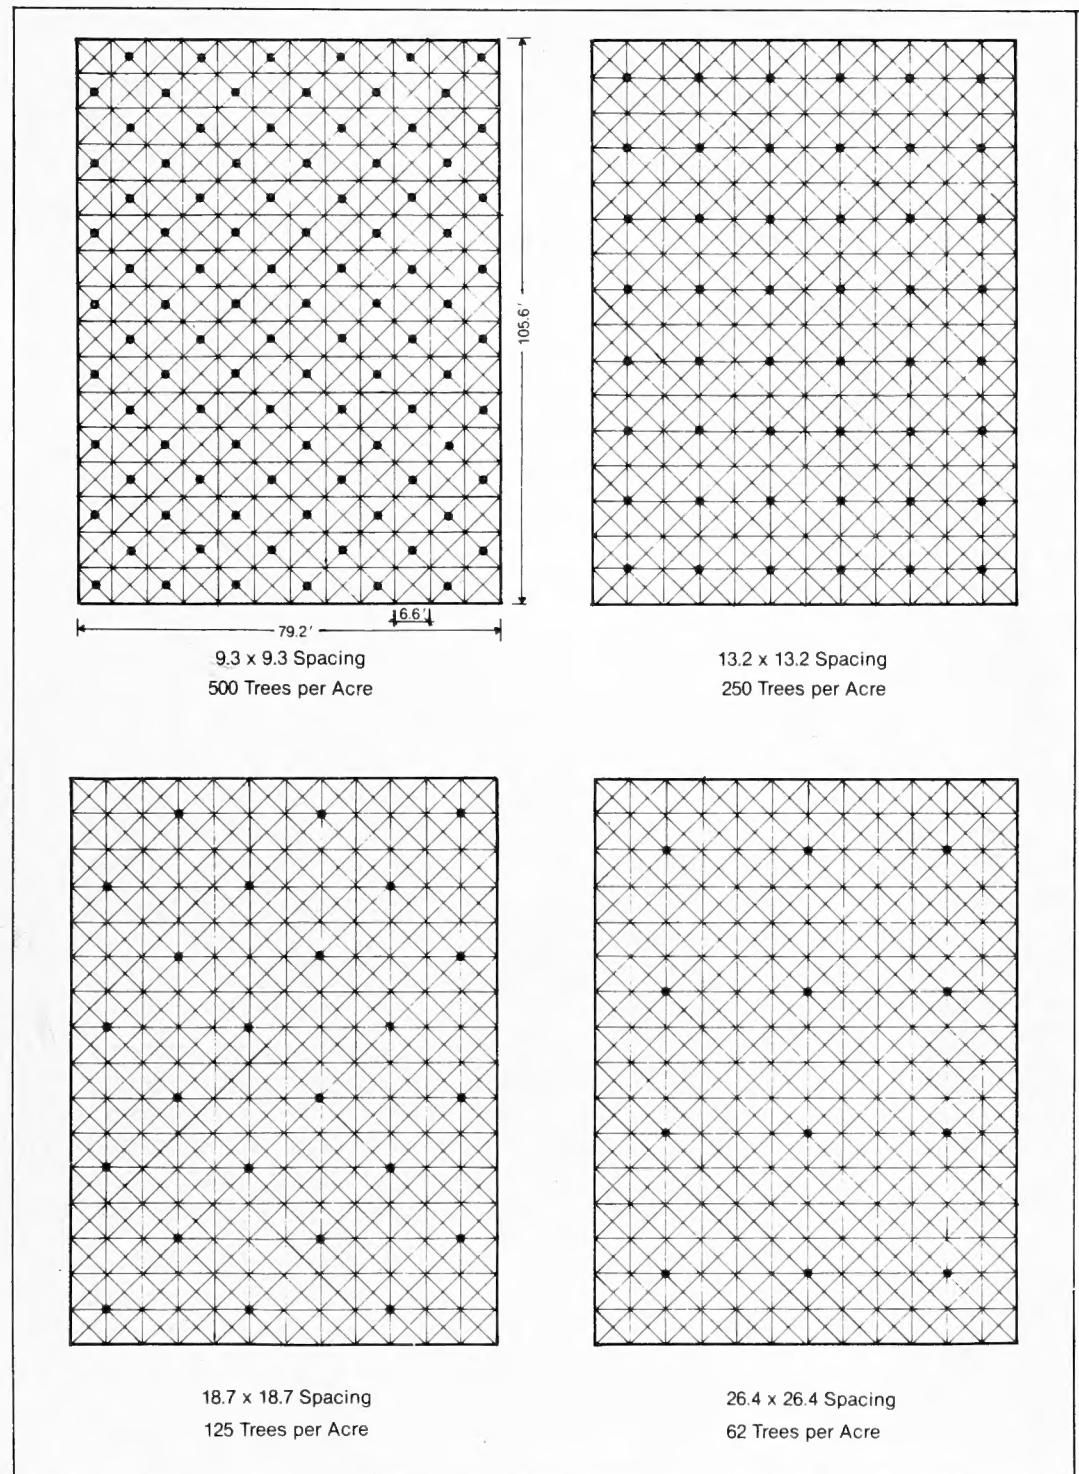 105.6'
6.6'
79.2'
9.3 x 9.3 Spacing
500 Trees per Acre
13.2 x 13.2 Spacing
250 Trees per Acre
18.7 x 18.7 Spacing
125 Trees per Acre
26.4 x 26.4 Spacing
62 Trees per Acre